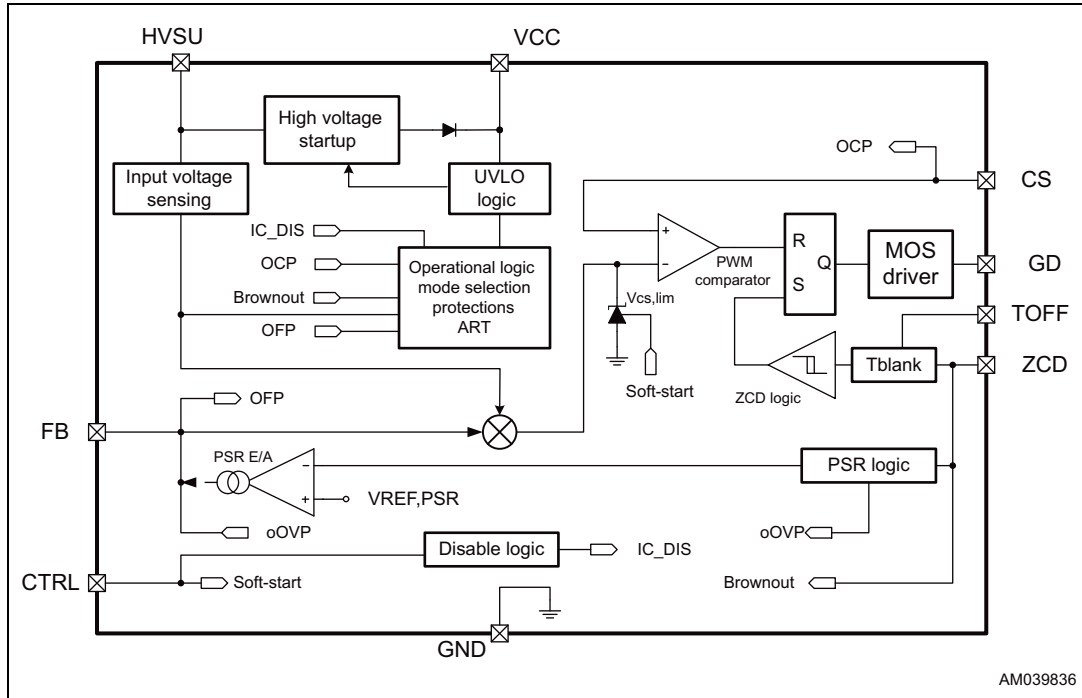 HVSU
VCC
High voltage
startup
OCP
CS
Input voltage
sensing
UVLO
logic
IC_DIS
OCP
Brownout
OFP
Operational logic
mode selection
protections
ART
+
−
PWM
comparator
R
S
Q
MOS
driver
GD
TOFF
Vcs,lim
Soft-start
ZCD logic
Tblank
ZCD
OFP
FB
PSR E/A
−
+
VREF,PSR
PSR logic
oOVP
oOVP
Disable logic
IC_DIS
Brownout
CTRL
Soft-start
GND
AM039836